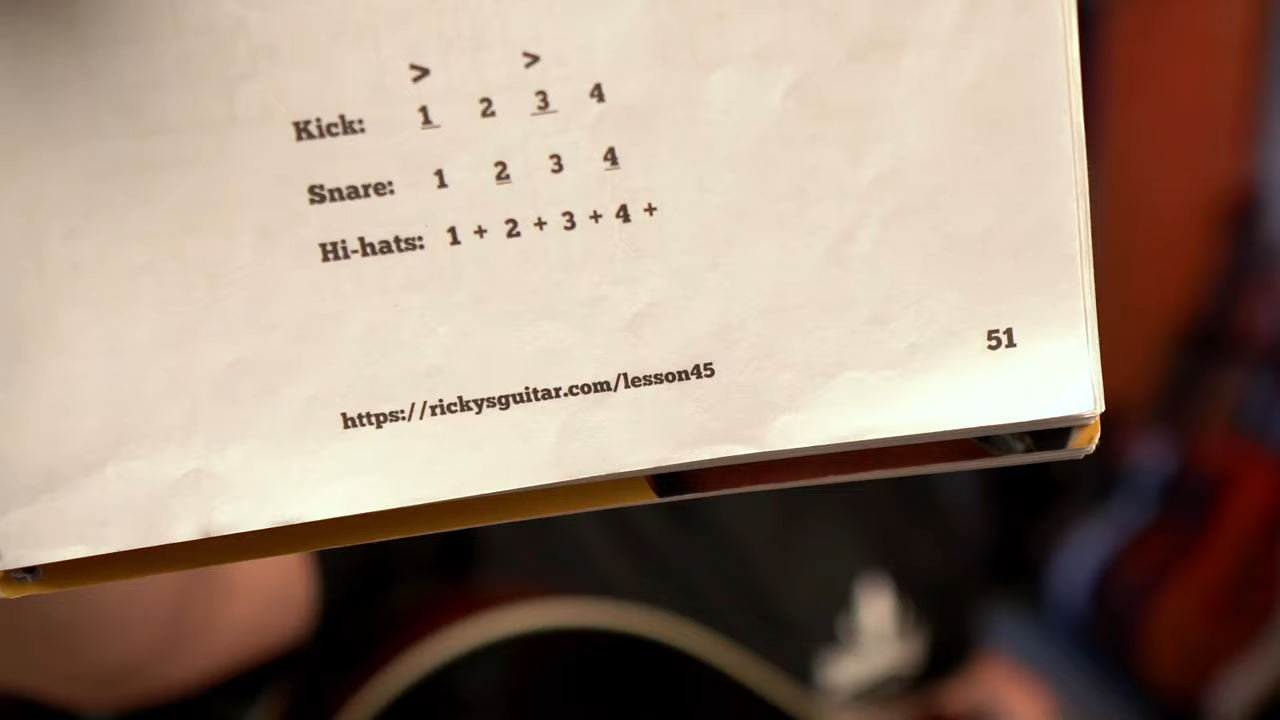 > >
Kick: 1 2 3 4
Snare: 1 2 3 4
Hi-hats: 1 + 2 + 3 + 4 +
51
https://rickysguitar.com/lesson45